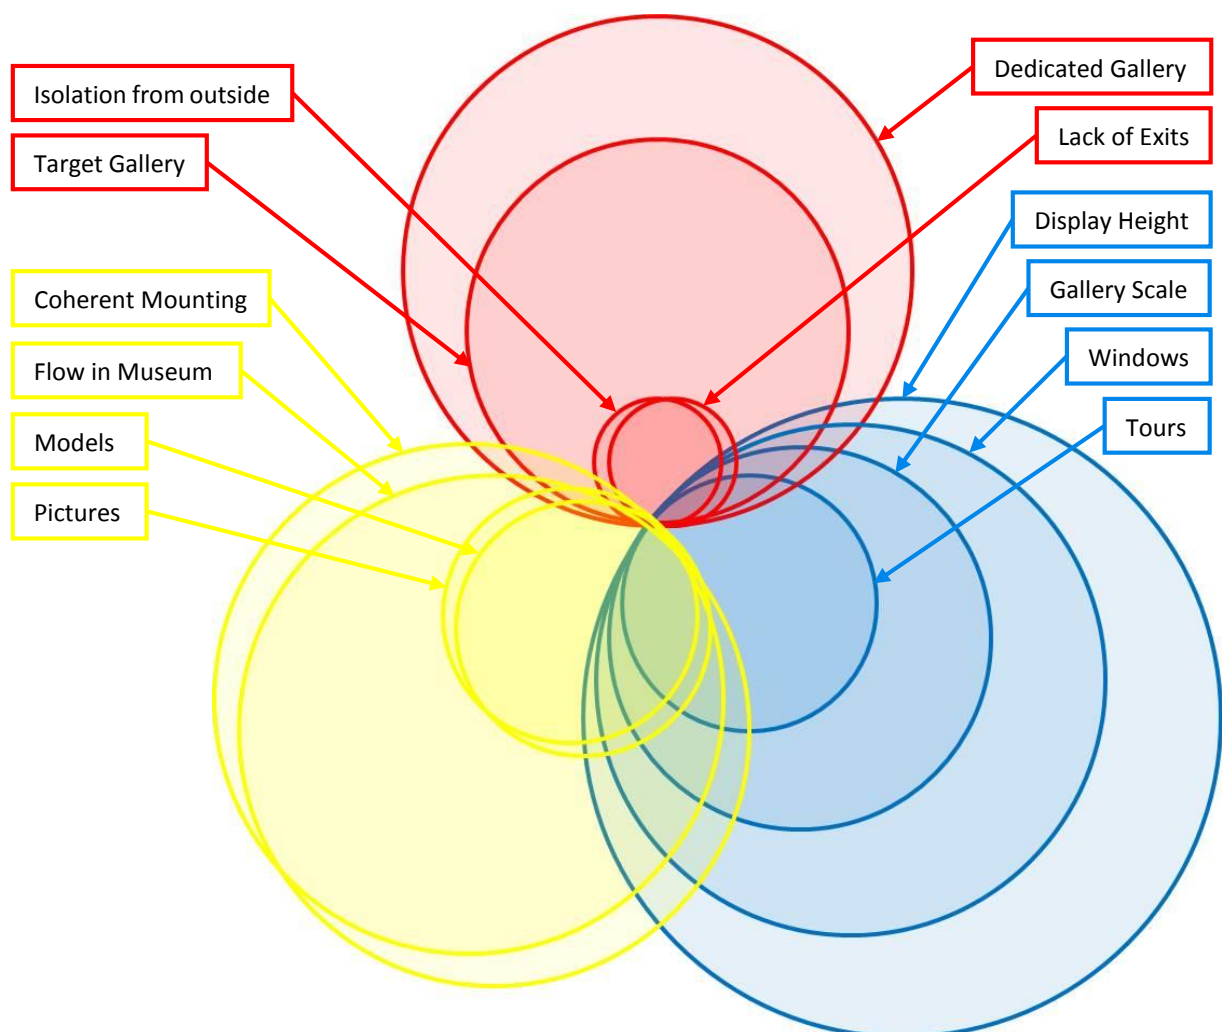 Isolation from outside
Target Gallery
Coherent Mounting
Flow in Museum
Models
Pictures
Dedicated Gallery
Lack of Exits
Display Height
Gallery Scale
Windows
Tours